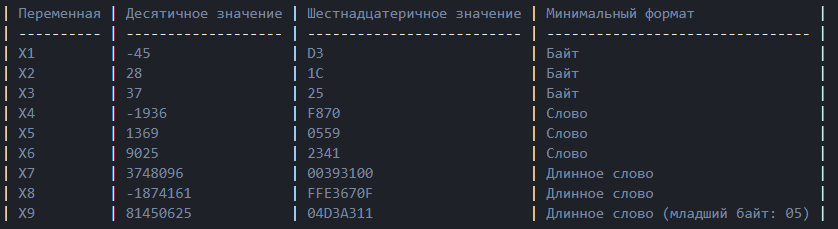 | Переменная | Десятичное значение | Шестнадцатеричное значение | Минимальный формат |
| ---------- | ------------------- | -------------------------- | -------------------------------- |
| X1 | -45 | D3 | Байт |
| X2 | 28 | 1C | Байт |
| X3 | 37 | 25 | Байт |
| X4 | -1936 | F870 | Слово |
| X5 | 1369 | 0559 | Слово |
| X6 | 9025 | 2341 | Слово |
| X7 | 3748096 | 00393100 | Длинное слово |
| X8 | -1874161 | FFE3670F | Длинное слово |
| X9 | 81450625 | 04D3A311 | Длинное слово (младший байт: 05) |